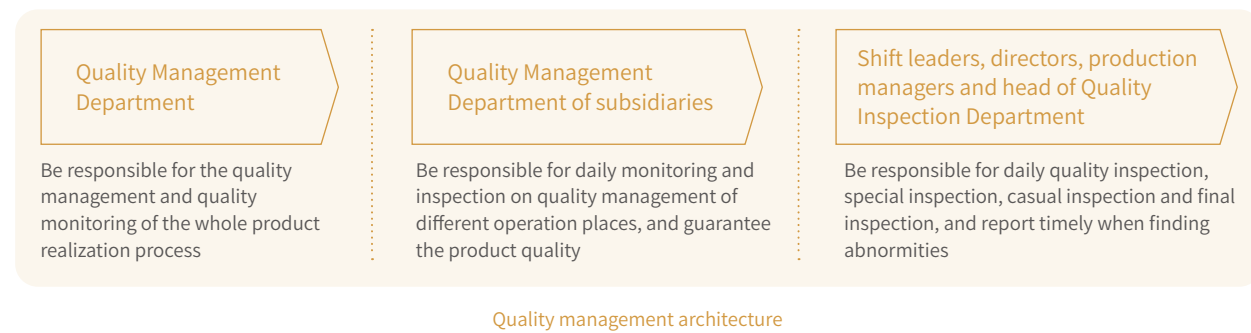 Quality Management
Department
Be responsible for the quality
management and quality
monitoring of the whole product
realization process
Quality Management
Department of subsidiaries
Be responsible for daily monitoring and
inspection on quality management of
different operation places, and guarantee
the product quality
Shift leaders, directors, production
managers and head of Quality
Inspection Department
Be responsible for daily quality inspection,
special inspection, casual inspection and final
inspection, and report timely when finding
abnormities
Quality management architecture